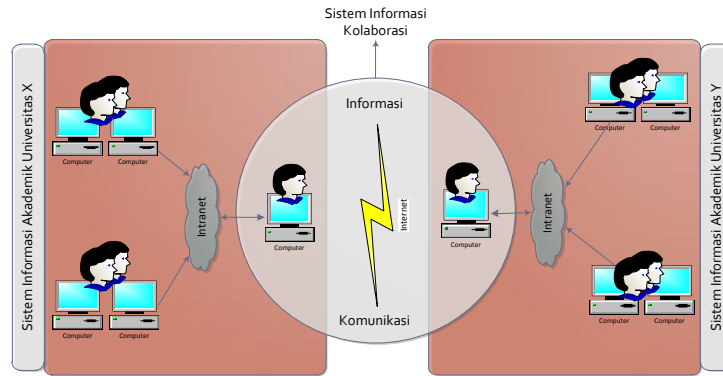 Sistem Informasi
Kolaborasi
Sistem Informasi Akademik Universitas X
Computer
Computer
Intranet
Computer
Computer
Computer
Informasi
Internet
Komunikasi
Computer
Intranet
Computer
Computer
Computer
Computer
Sistem Informasi Akademik Universitas Y